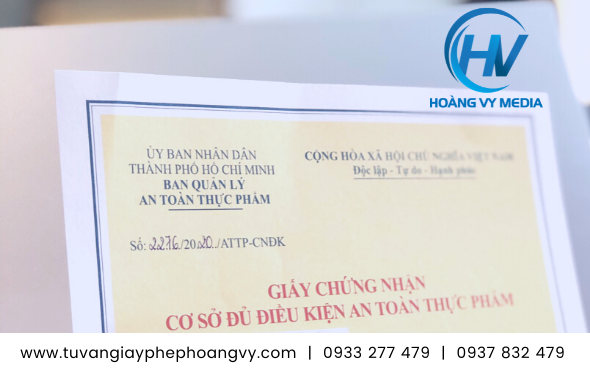 HV
HOÀNG VY MEDIA
ỦY BAN NHÂN DÂN
THÀNH PHỐ HỒ CHÍ MINH
BAN QUẢN LÝ
AN TOÀN THỰC PHẨM
CỘNG HÒA XÃ HỘI CHỦ NGHĨA VIỆT NAM
Độc lập - Tự do - Hạnh phúc
Số: 2276/2020/ATTP-CNĐK
GIẤY CHỨNG NHẬN
CƠ SỞ ĐỦ ĐIỀU KIỆN AN TOÀN THỰC PHẨM
www.tuvangiayphephoangvy.com | 0933 277 479 | 0937 832 479